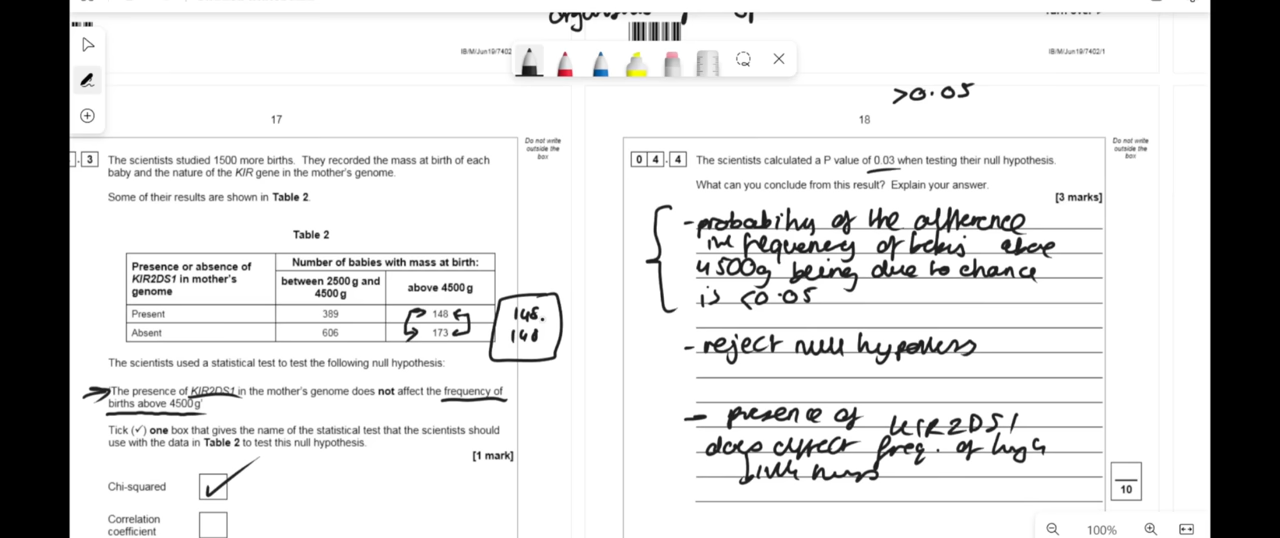 IB/M/Jun19/7402
IB/M/Jun19/7402/1
>0.05
17
Do not write
outside the
box
.3 The scientists studied 1500 more births. They recorded the mass at birth of each
baby and the nature of the KIR gene in the mother's genome.
Some of their results are shown in Table 2.
Table 2
Presence or absence of KIR2DS1 in mother's genome
Number of babies with mass at birth:
between 2500 g and 4500 g
above 4500 g
Present 389 148
Absent 606 173
148.
148
The scientists used a statistical test to test the following null hypothesis:
'The presence of KIR2DS1 in the mother's genome does not affect the frequency of
births above 4500 g'
Tick (✓) one box that gives the name of the statistical test that the scientists should
use with the data in Table 2 to test this null hypothesis.
[1 mark]
Chi-squared ✓
Correlation
coefficient
18
Do not write
outside the
box
0 4 . 4 The scientists calculated a P value of 0.03 when testing their null hypothesis.
What can you conclude from this result? Explain your answer.
[3 marks]
- probability of the difference
in frequency of babies above
4500g being due to chance
is <0.05
- reject null hypothesis
- presence of KIR2DS1
does affect freq. of high
birth mass
10
100%